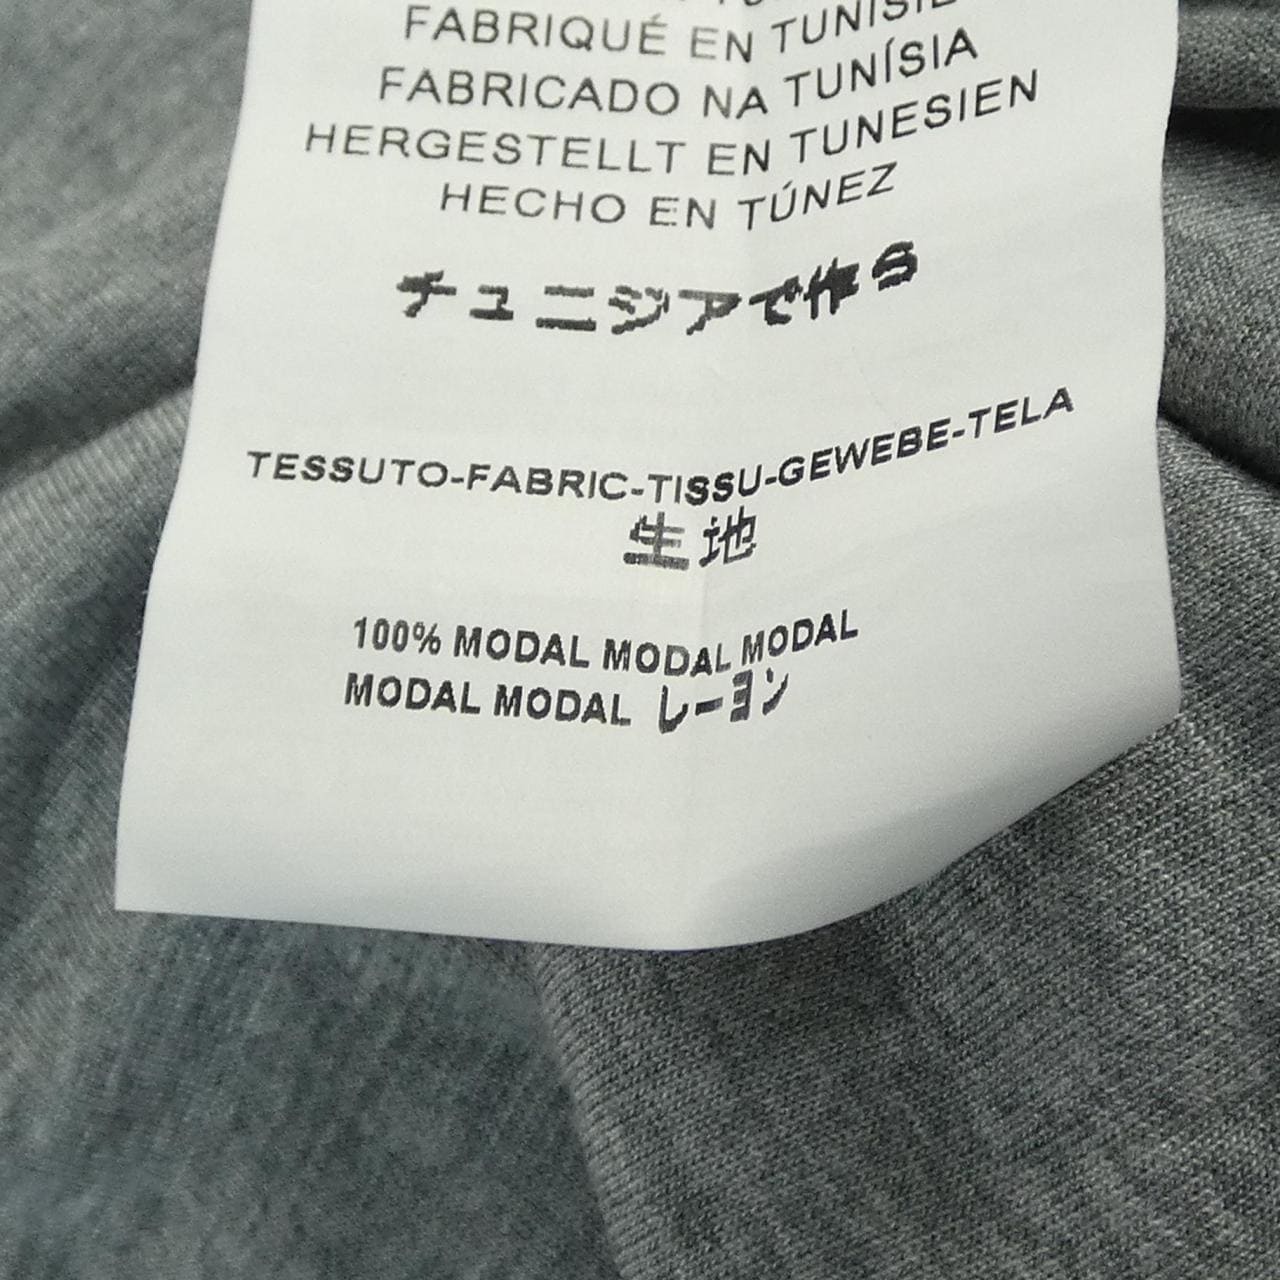 FABRIQUÉ EN TUNISIE
FABRICADO NA TUNÍSIA
HERGESTELLT EN TUNESIEN
HECHO EN TÚNEZ
チュニジアで作ら
TESSUTO-FABRIC-TISSU-GEWEBE-TELA
生地
100% MODAL MODAL MODAL
MODAL MODAL レーヨン